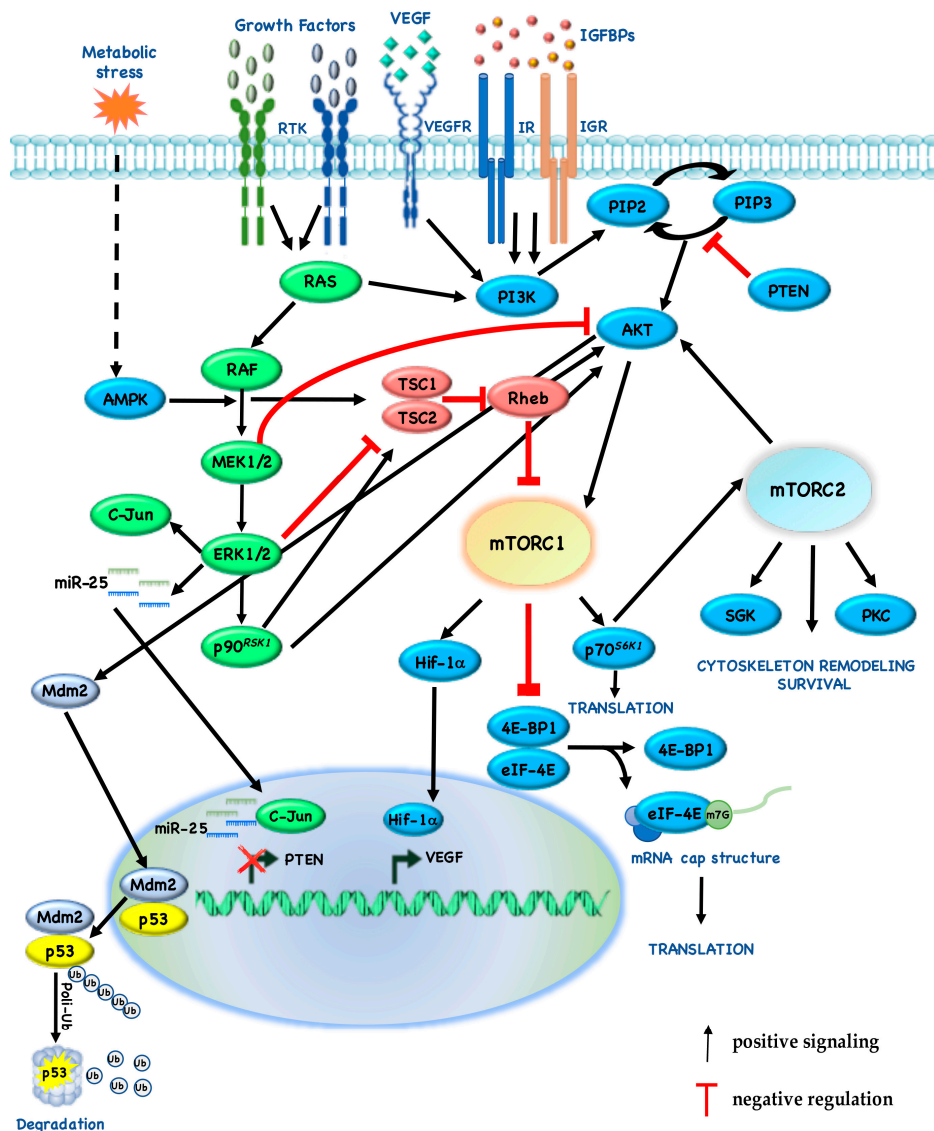 Growth Factors
VEGF
IGFBPs
Metabolic
stress
RTK
VEGFR
IR
IGR
PIP2
PIP3
RAS
PI3K
PTEN
AKT
RAF
AMPK
TSC1
TSC2
Rheb
MEK1/2
mTORC2
C-Jun
ERK1/2
mTORC1
miR-25
SGK
PKC
p90RSK1
Hif-1α
p70S6K1
CYTOSKELETON REMODELING
SURVIVAL
Mdm2
TRANSLATION
4E-BP1
eIF-4E
4E-BP1
C-Jun
miR-25
Hif-1α
eIF-4E
m7G
PTEN
VEGF
mRNA cap structure
Mdm2
p53
Mdm2
p53
TRANSLATION
Ub
Ub
Ub
Ub
Ub
Poli-Ub
p53
Ub
Ub
Ub
Ub
Ub
Degradation
positive signaling
negative regulation